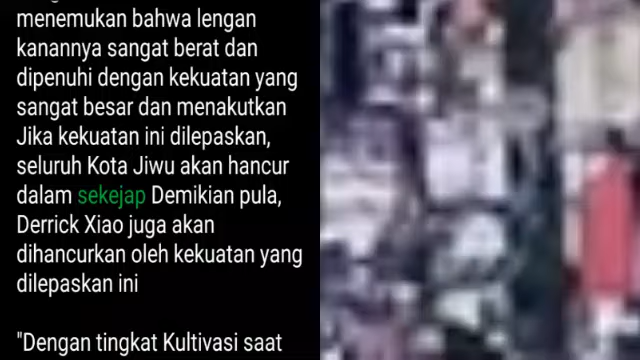 menemukan bahwa lengan
kanannya sangat berat dan
dipenuhi dengan kekuatan yang
sangat besar dan menakutkan
Jika kekuatan ini dilepaskan,
seluruh Kota Jiwu akan hancur
dalam sekejap Demikian pula,
Derrick Xiao juga akan
dihancurkan oleh kekuatan yang
dilepaskan ini
"Dengan tingkat Kultivasi saat